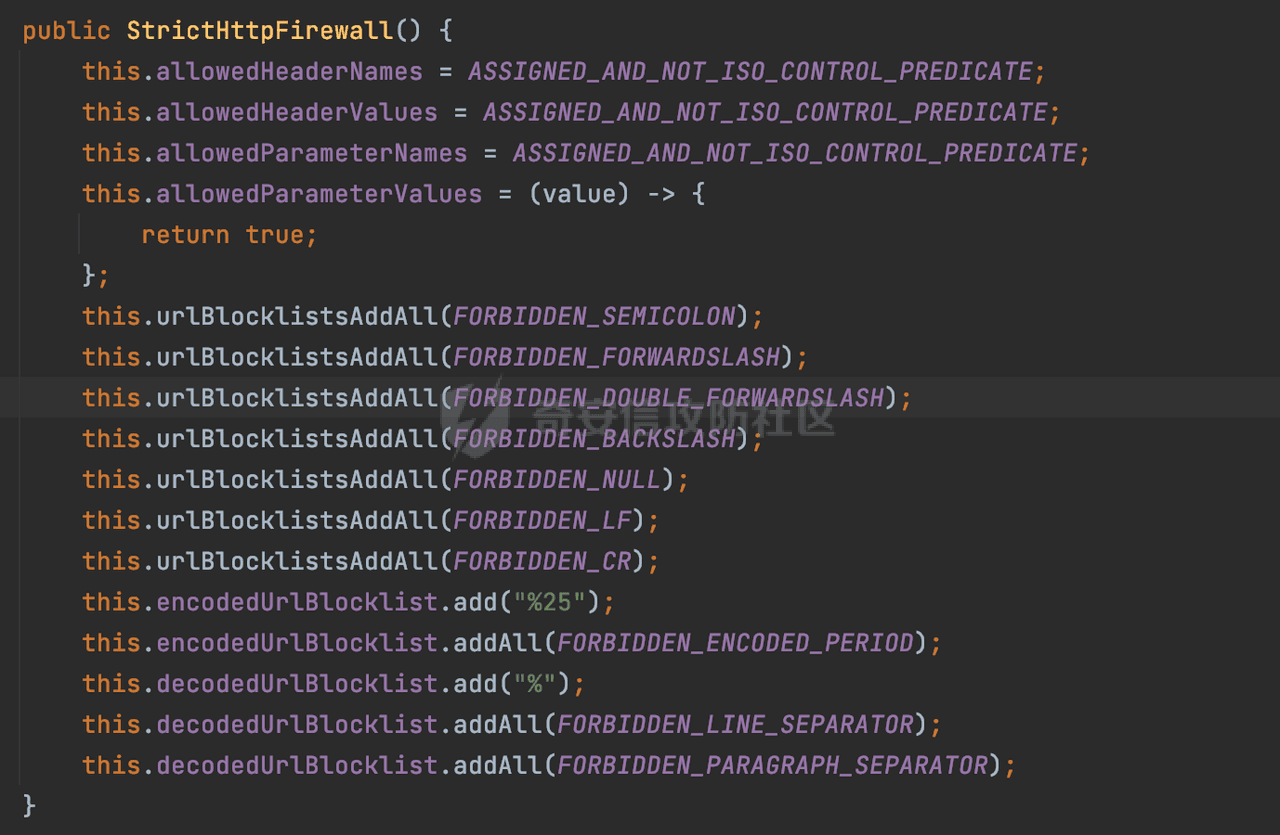 public StrictHttpFirewall() {
    this.allowedHeaderNames = ASSIGNED_AND_NOT_ISO_CONTROL_PREDICATE;
    this.allowedHeaderValues = ASSIGNED_AND_NOT_ISO_CONTROL_PREDICATE;
    this.allowedParameterNames = ASSIGNED_AND_NOT_ISO_CONTROL_PREDICATE;
    this.allowedParameterValues = (value) -> {
        return true;
    };
    this.urlBlocklistsAddAll(FORBIDDEN_SEMICOLON);
    this.urlBlocklistsAddAll(FORBIDDEN_FORWARDSLASH);
    this.urlBlocklistsAddAll(FORBIDDEN_DOUBLE_FORWARDSLASH);
    奇安信攻防社区
    this.urlBlocklistsAddAll(FORBIDDEN_BACKSLASH);
    this.urlBlocklistsAddAll(FORBIDDEN_NULL);
    this.urlBlocklistsAddAll(FORBIDDEN_LF);
    this.urlBlocklistsAddAll(FORBIDDEN_CR);
    this.encodedUrlBlocklist.add("%25");
    this.encodedUrlBlocklist.addAll(FORBIDDEN_ENCODED_PERIOD);
    this.decodedUrlBlocklist.add("%");
    this.decodedUrlBlocklist.addAll(FORBIDDEN_LINE_SEPARATOR);
    this.decodedUrlBlocklist.addAll(FORBIDDEN_PARAGRAPH_SEPARATOR);
}